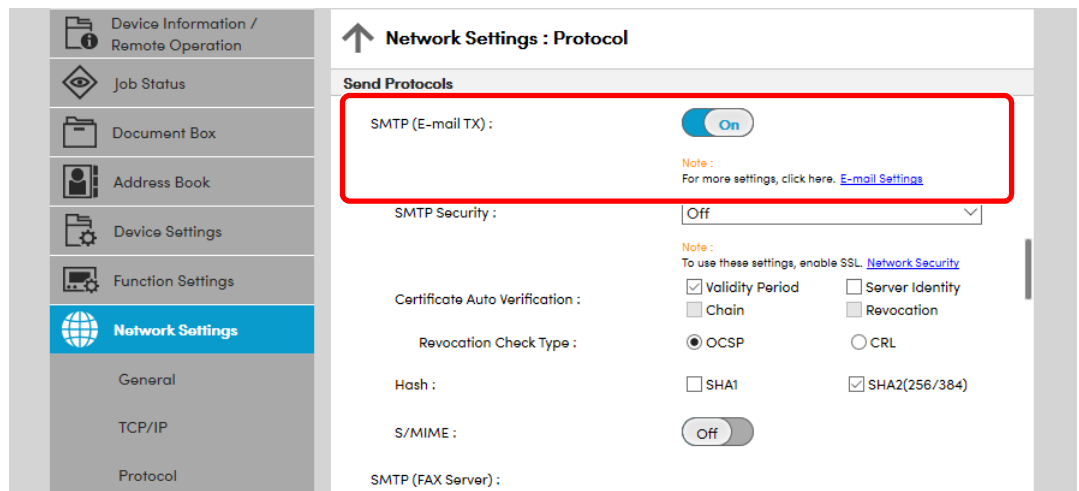 Device Information /
Remote Operation
Job Status
Document Box
Address Book
Device Settings
Function Settings
Network Settings
General
TCP/IP
Protocol
Network Settings : Protocol
Send Protocols
SMTP (E-mail TX) : On
Note :
For more settings, click here. E-mail Settings
SMTP Security : Off
Note :
To use these settings, enable SSL. Network Security
Certificate Auto Verification : Validity Period Server Identity
Chain Revocation
Revocation Check Type : OCSP CRL
Hash : SHA1 SHA2(256/384)
S/MIME : Off
SMTP (FAX Server) :